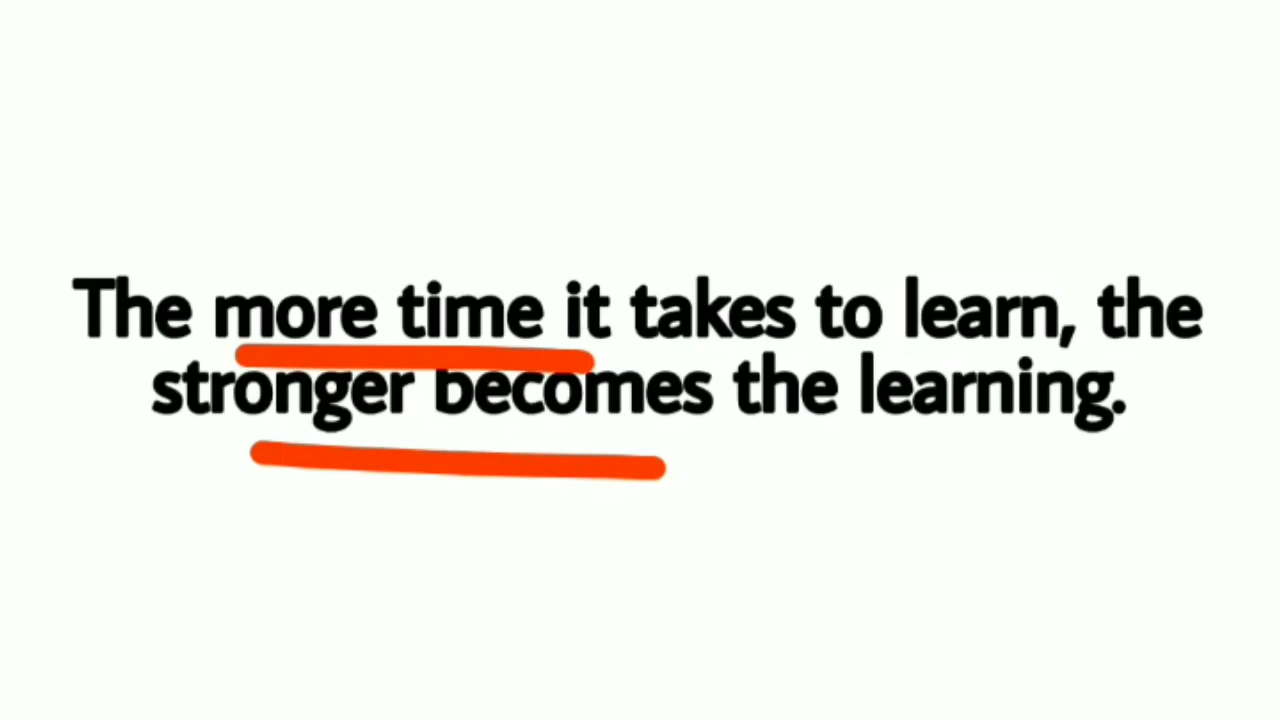 The more time it takes to learn, the
stronger becomes the learning.